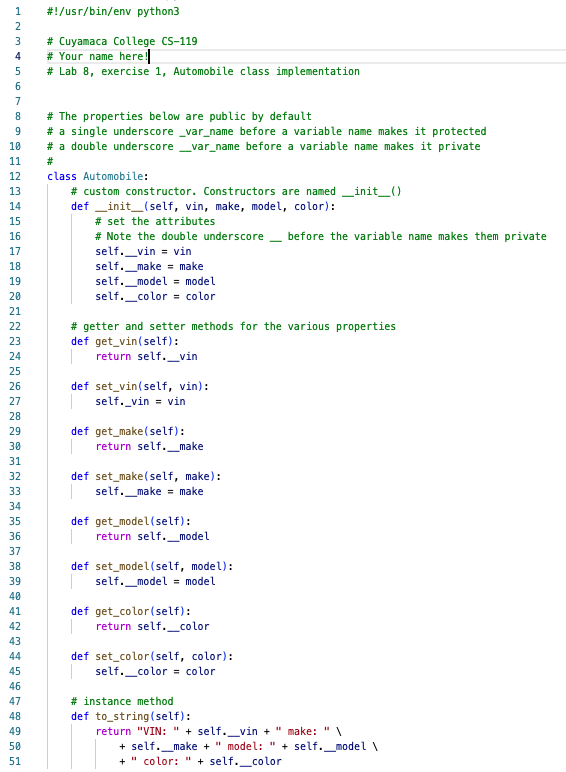 1 #!/usr/bin/env python3
2
3 # Cuyamaca College CS-119
4 # Your name here!
5 # Lab 8, exercise 1, Automobile class implementation
6
7
8 # The properties below are public by default
9 # a single underscore _var_name before a variable name makes it protected
10 # a double underscore __var_name before a variable name makes it private
11 #
12 class Automobile:
13     # custom constructor. Constructors are named __init__()
14     def __init__(self, vin, make, model, color):
15         # set the attributes
16         # Note the double underscore __ before the variable name makes them private
17         self.__vin = vin
18         self.__make = make
19         self.__model = model
20         self.__color = color
21
22     # getter and setter methods for the various properties
23     def get_vin(self):
24         return self.__vin
25
26     def set_vin(self, vin):
27         self._vin = vin
28
29     def get_make(self):
30         return self.__make
31
32     def set_make(self, make):
33         self.__make = make
34
35     def get_model(self):
36         return self.__model
37
38     def set_model(self, model):
39         self.__model = model
40
41     def get_color(self):
42         return self.__color
43
44     def set_color(self, color):
45         self.__color = color
46
47     # instance method
48     def to_string(self):
49         return "VIN: " + self.__vin + " make: " \
50             + self.__make + " model: " + self.__model \
51             + " color: " + self.__color